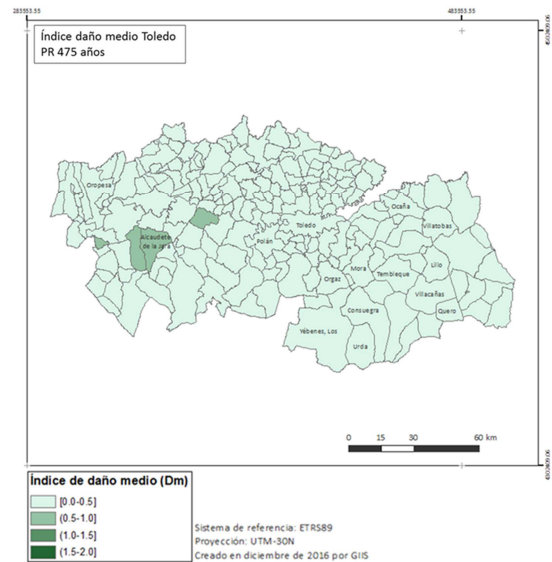 283553.55
483553.55
Índice daño medio Toledo
PR 475 años
Oropesa
Ocaña
Toledo
Villatobas
Alcaudete
de la Jara
Polán
Mora
Lillo
Orgaz
Tembleque
Villacañas
Consuegra
Quero
Yébenes, Los
Urda
0 15 30 60 km
Índice de daño medio (Dm)
[0.0-0.5]
(0.5-1.0]
(1.0-1.5]
(1.5-2.0]
Sistema de referencia: ETRS89
Proyección: UTM-30N
Creado en diciembre de 2016 por GIIS